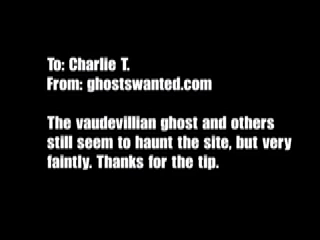 To: Charlie T.
From: ghostswanted.com
The vaudevillian ghost and others
still seem to haunt the site, but very
faintly. Thanks for the tip.